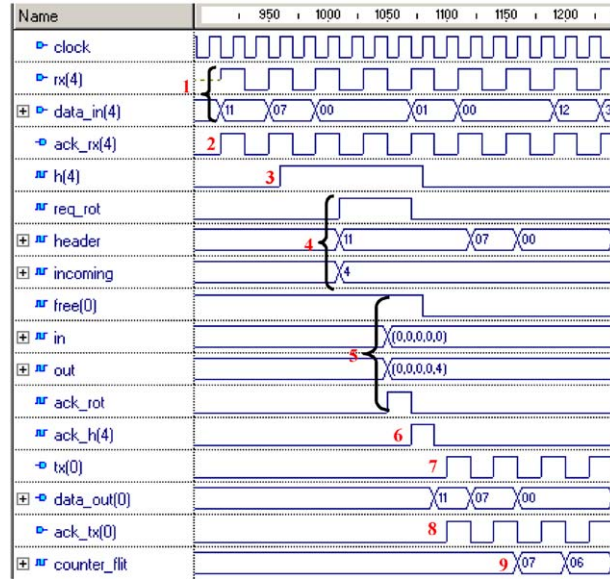 Name 950 1000 1050 1100 1150 1200
clock
rx(4)
1
data_in(4) 11 07 00 01 00 12 3
ack_rx(4) 2
h(4) 3
req_rot
header 4 11 07 00
incoming 4
free(0)
in (0,0,0,0,0)
5
out (0,0,0,0,4)
ack_rot
ack_h(4) 6
tx(0) 7
data_out(0) 11 07 00
ack_tx(0) 8
counter_flit 9 07 06